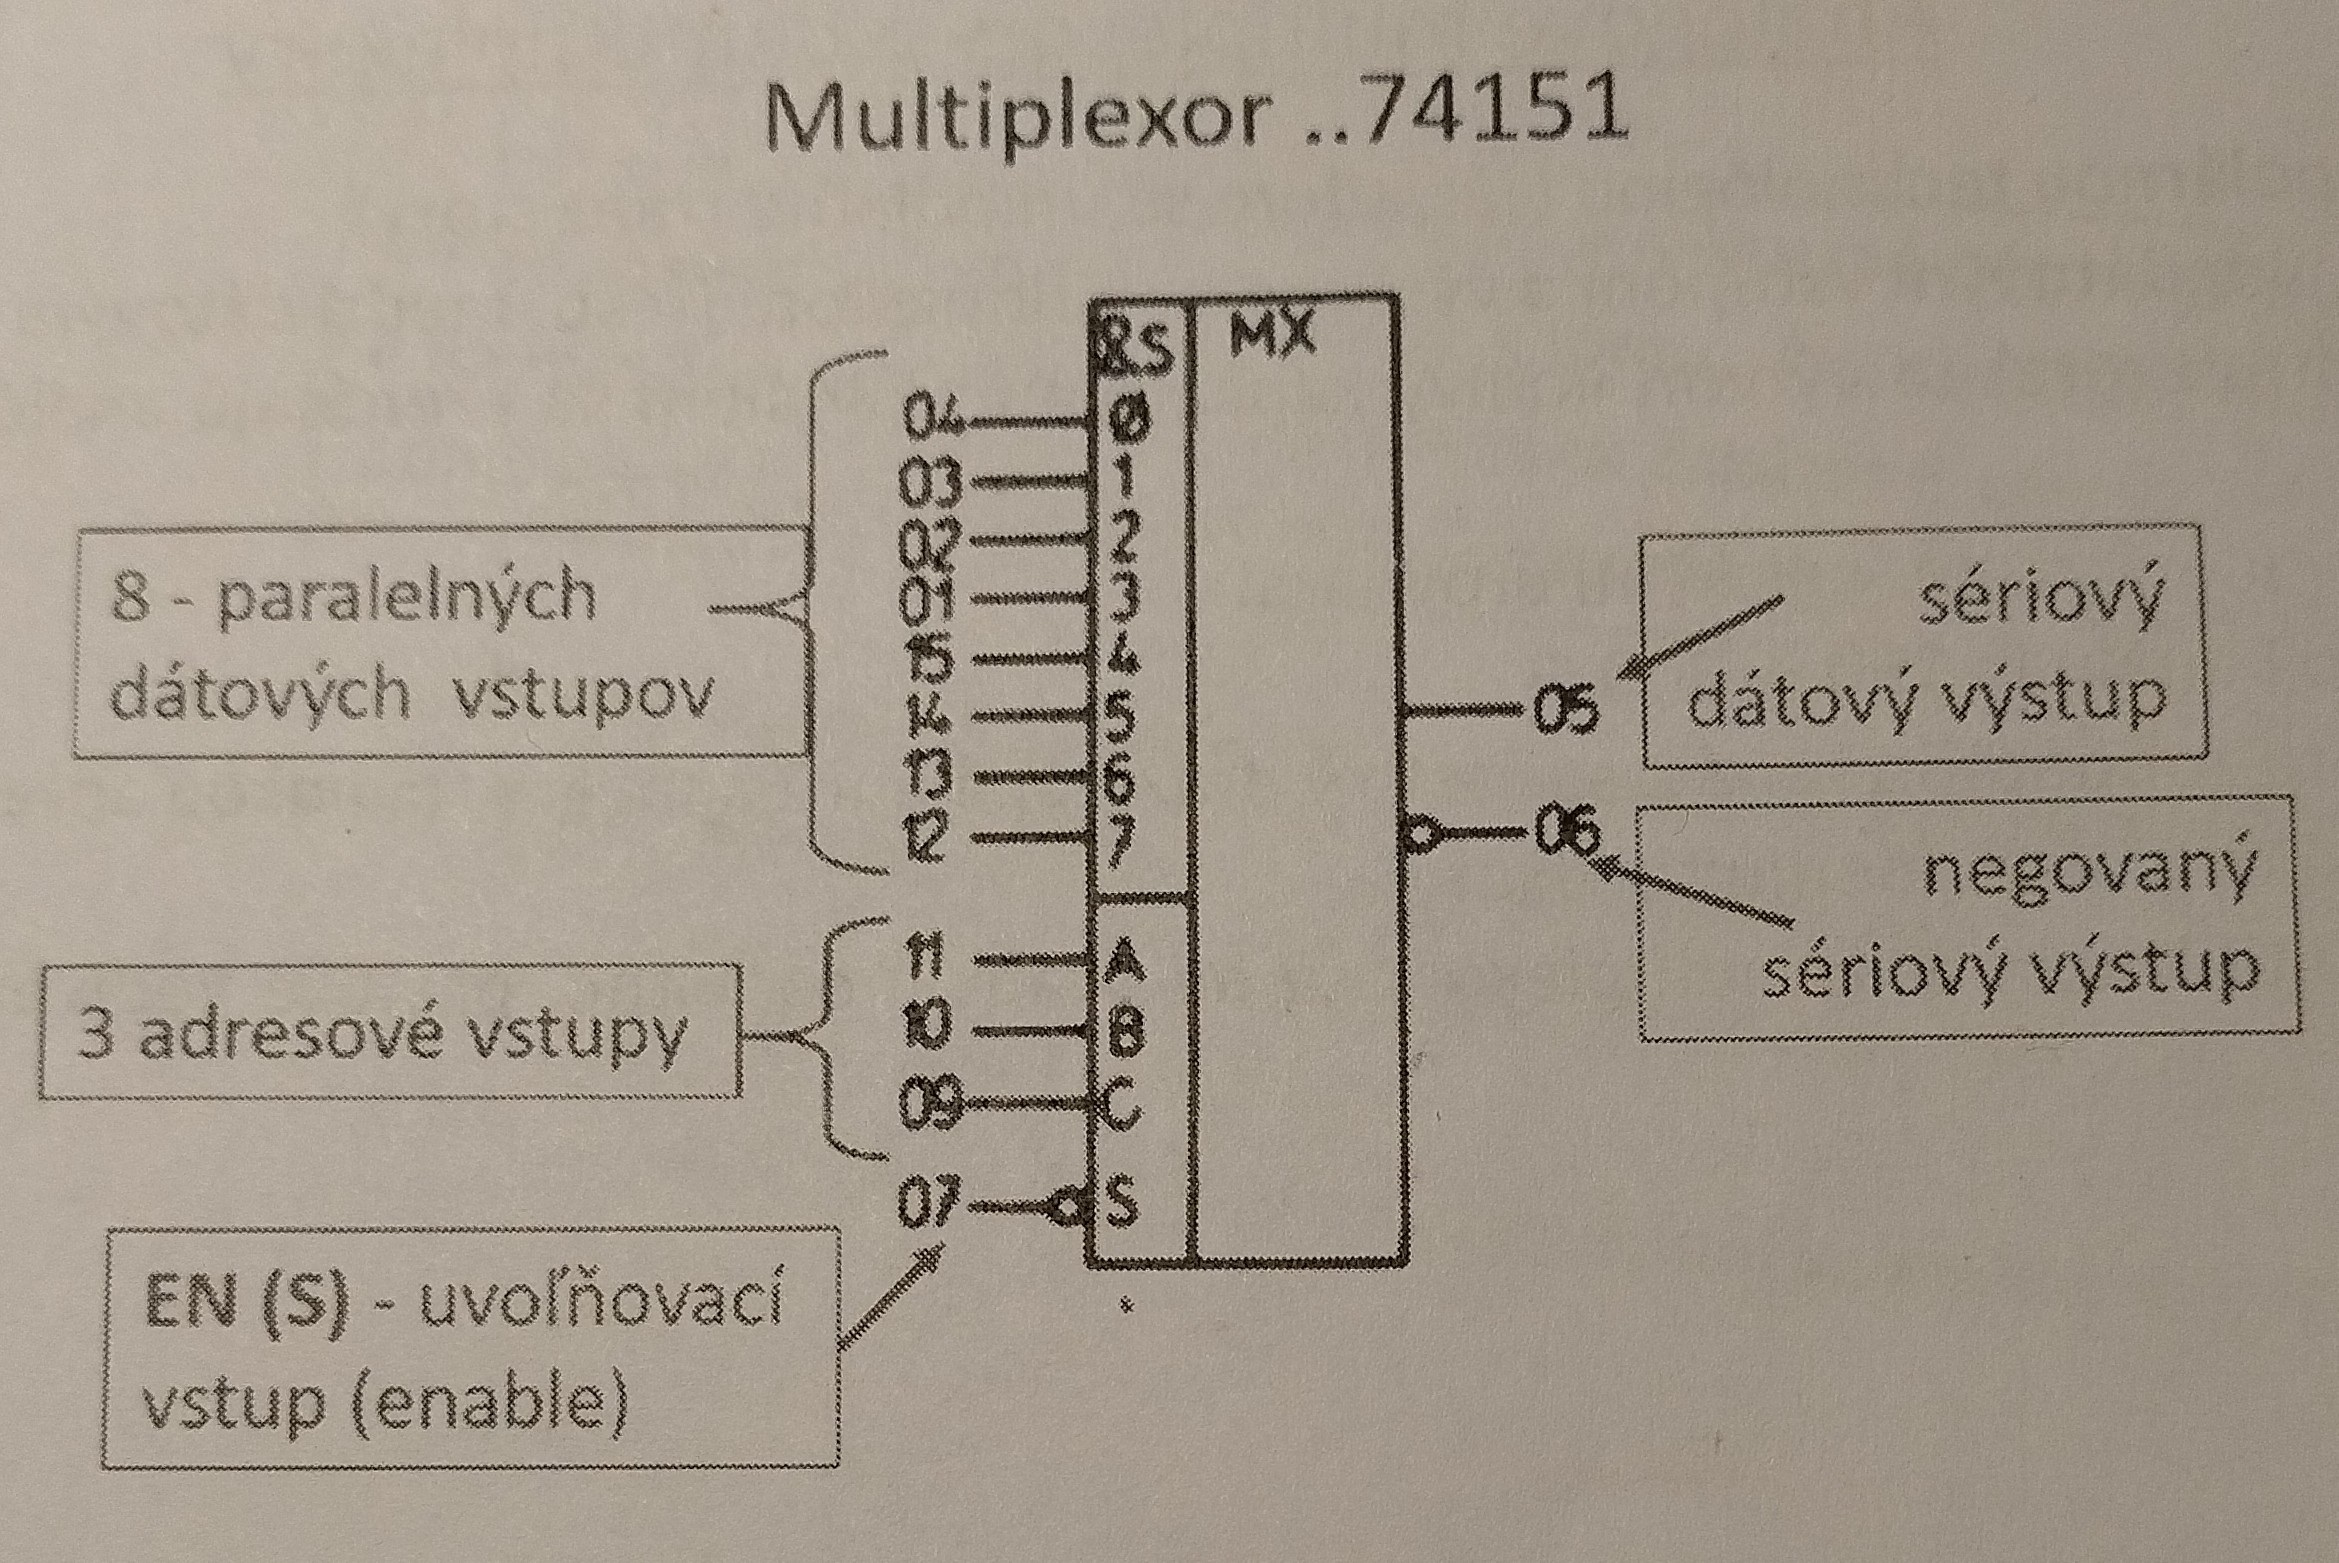 Multiplexor ..74151
&S MX
04 0
03 1
02 2
01 3
15 4
14 5
13 6
12 7
11 A
10 B
09 C
07 S
05
06
8 - paralelných
dátových vstupov
3 adresové vstupy
EN (S) - uvoľňovací
vstup (enable)
sériový
dátový výstup
negovaný
sériový výstup